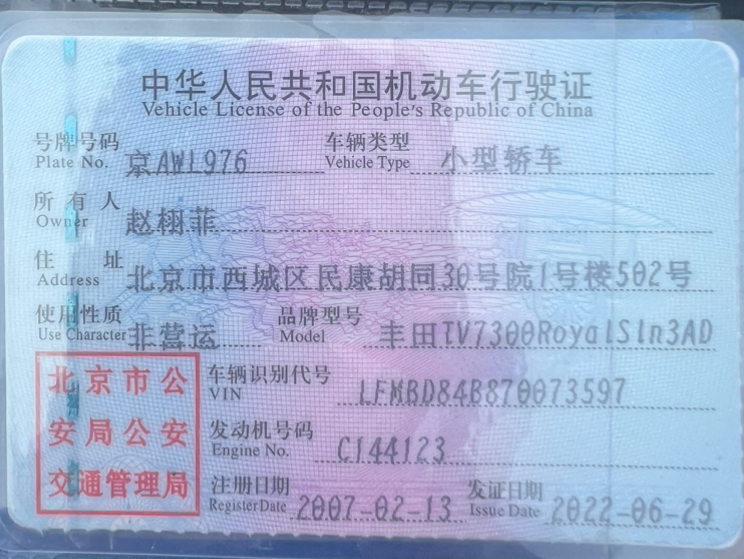 中华人民共和国机动车行驶证
Vehicle License of the People's Republic of China
号牌号码 京AWL976 车辆类型 小型轿车
Plate No. Vehicle Type
所有人 赵栩菲
Owner
住址 北京市西城区民康胡同30号院1号楼502号
Address
使用性质 非营运 品牌型号 丰田TV7300RoyalSln3AD
Use Character Model
北京市公安局公安交通管理局
车辆识别代号 LFMBD84B870073597
VIN
发动机号码 C144123
Engine No.
注册日期 2007-02-13 发证日期 2022-06-29
Register Date Issue Date